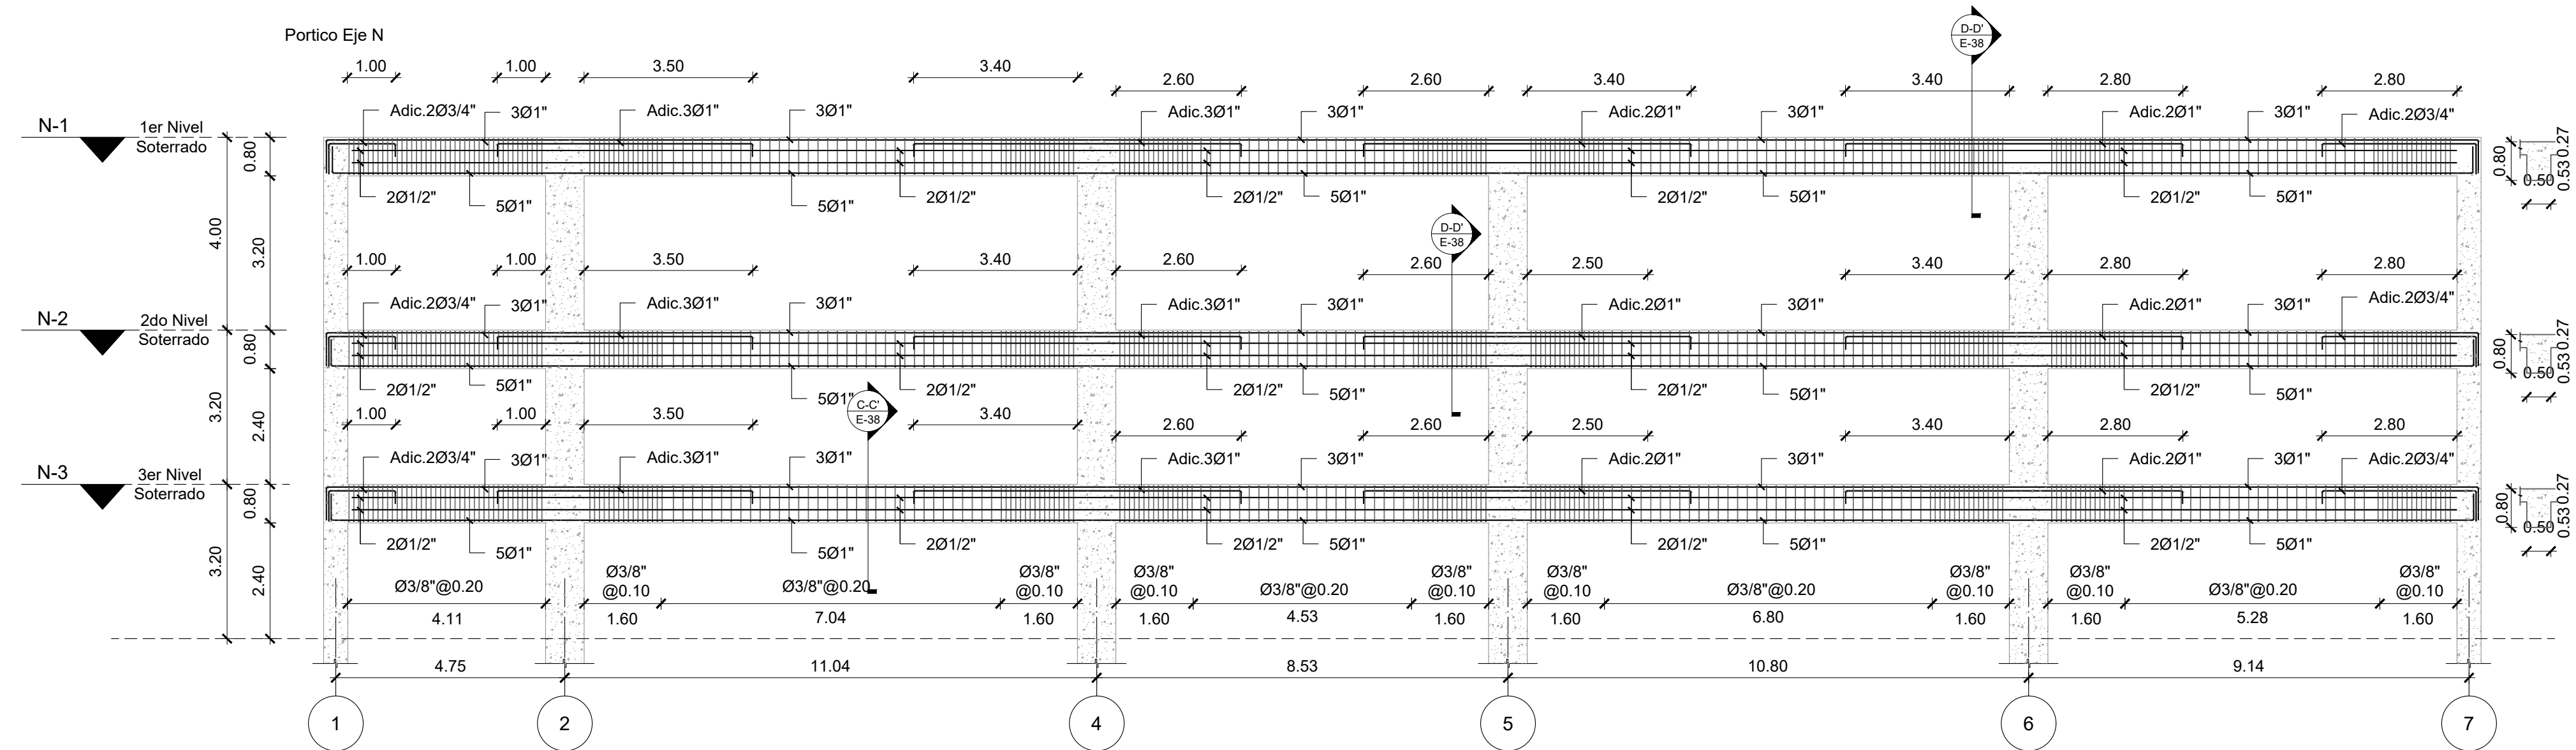 Portico Eje N
D-D'
E-38
1.00 1.00 3.50 3.40 2.60 2.60 3.40 3.40 2.80 2.80
Adic.2Ø3/4" 3Ø1" Adic.3Ø1" 3Ø1" Adic.3Ø1" 3Ø1" Adic.2Ø1" 3Ø1" Adic.2Ø1" 3Ø1" Adic.2Ø3/4"
N-1 1er Nivel
Soterrado
0.80 0.80 0.50 0.53 0.27
2Ø1/2" 5Ø1" 5Ø1" 2Ø1/2" 2Ø1/2" 5Ø1" 2Ø1/2" 5Ø1" 2Ø1/2" 5Ø1"
4.00 3.20
D-D'
E-38
1.00 1.00 3.50 3.40 2.60 2.60 2.50 3.40 2.80 2.80
Adic.2Ø3/4" 3Ø1" Adic.3Ø1" 3Ø1" Adic.3Ø1" 3Ø1" Adic.2Ø1" 3Ø1" Adic.2Ø1" 3Ø1" Adic.2Ø3/4"
N-2 2do Nivel
Soterrado
0.80 0.80 0.50 0.53 0.27
2Ø1/2" 5Ø1" 5Ø1" 2Ø1/2" 2Ø1/2" 5Ø1" 2Ø1/2" 5Ø1" 2Ø1/2" 5Ø1"
3.20 2.40
C-C'
E-38
1.00 1.00 3.50 3.40 2.60 2.60 2.50 3.40 2.80 2.80
Adic.2Ø3/4" 3Ø1" Adic.3Ø1" 3Ø1" Adic.3Ø1" 3Ø1" Adic.2Ø1" 3Ø1" Adic.2Ø1" 3Ø1" Adic.2Ø3/4"
N-3 3er Nivel
Soterrado
0.80 0.80 0.50 0.53 0.27
2Ø1/2" 5Ø1" 5Ø1" 2Ø1/2" 2Ø1/2" 5Ø1" 2Ø1/2" 5Ø1" 2Ø1/2" 5Ø1"
3.20 2.40
Ø3/8" Ø3/8" Ø3/8" Ø3/8" Ø3/8" Ø3/8" Ø3/8" Ø3/8"
Ø3/8"@0.20 @0.10 Ø3/8"@0.20 @0.10 @0.10 Ø3/8"@0.20 @0.10 @0.10 Ø3/8"@0.20 @0.10 @0.10 Ø3/8"@0.20 @0.10
4.11 1.60 7.04 1.60 1.60 4.53 1.60 1.60 6.80 1.60 1.60 5.28 1.60
4.75 11.04 8.53 10.80 9.14
1 2 4 5 6 7